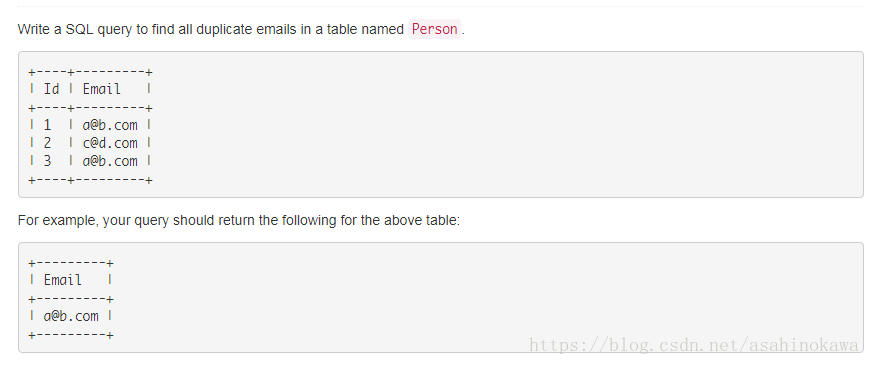 Write a SQL query to find all duplicate emails in a table named Person.
+----+---------+
| Id | Email   |
+----+---------+
| 1  | a@b.com |
| 2  | c@d.com |
| 3  | a@b.com |
+----+---------+
For example, your query should return the following for the above table:
+---------+
| Email   |
+---------+
| a@b.com |
+---------+
https://blog.csdn.net/asahinokawa